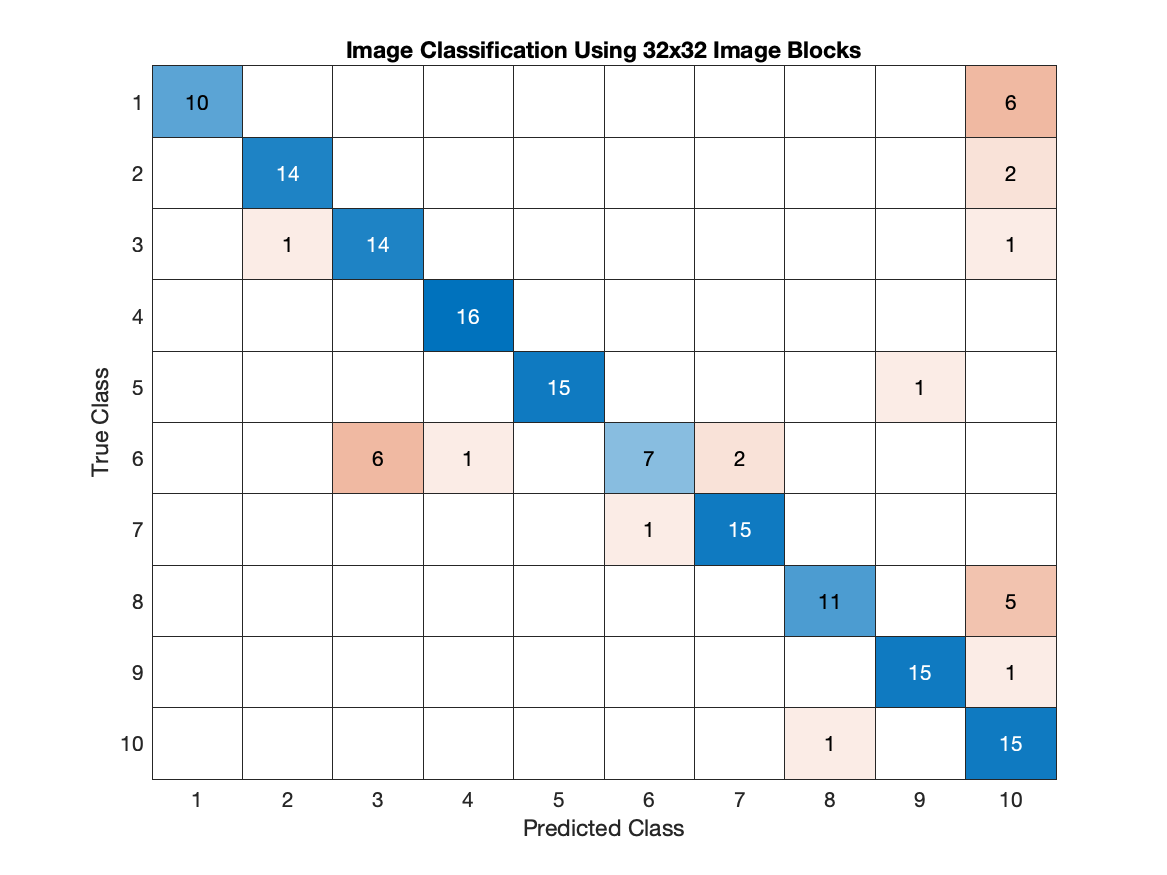 Image Classification Using 32x32 Image Blocks
1 10 6
2 14 2
3 1 14 1
4 16
5 15 1
True Class
6 6 1 7 2
7 1 15
8 11 5
9 15 1
10 1 15
1 2 3 4 5 6 7 8 9 10
Predicted Class